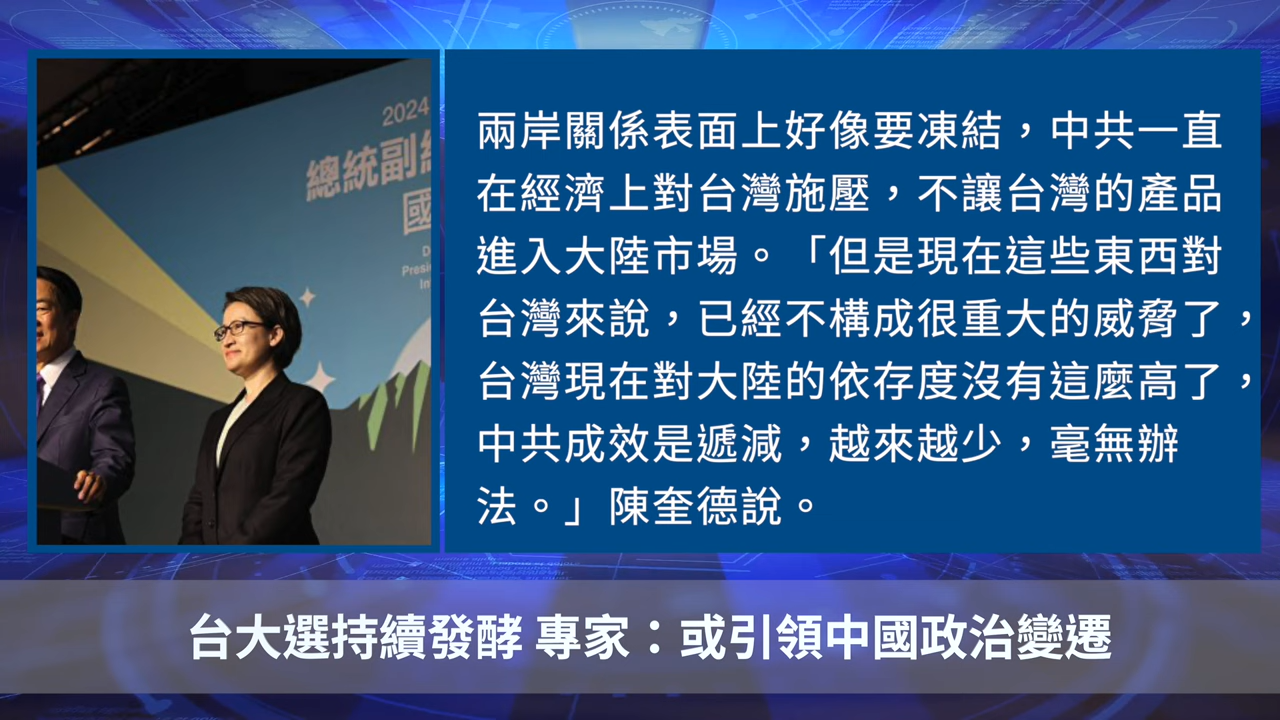 2024
總統副
國
D
Presi
In
兩岸關係表面上好像要凍結，中共一直
在經濟上對台灣施壓，不讓台灣的產品
進入大陸市場。「但是現在這些東西對
台灣來說，已經不構成很重大的威脅了，
台灣現在對大陸的依存度沒有這麼高了，
中共成效是遞減，越來越少，毫無辦
法。」陳奎德說。
台大選持續發酵 專家：或引領中國政治變遷